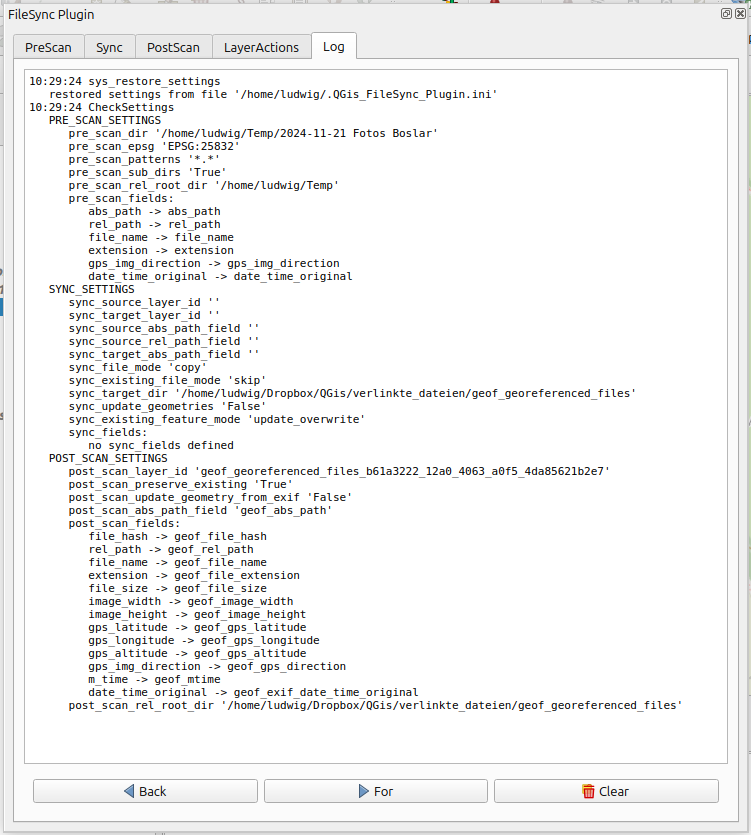 FileSync Plugin
PreScan
Sync
PostScan
LayerActions
Log
10:29:24 sys_restore_settings
restored settings from file '/home/ludwig/.QGis_FileSync_Plugin.ini'
10:29:24 CheckSettings
PRE_SCAN_SETTINGS
pre_scan_dir '/home/ludwig/Temp/2024-11-21 Fotos Boslar'
pre_scan_epsg 'EPSG:25832'
pre_scan_patterns '*.*'
pre_scan_sub_dirs 'True'
pre_scan_rel_root_dir '/home/ludwig/Temp'
pre_scan_fields:
abs_path -> abs_path
rel_path -> rel_path
file_name -> file_name
extension -> extension
gps_img_direction -> gps_img_direction
date_time_original -> date_time_original
SYNC_SETTINGS
sync_source_layer_id ''
sync_target_layer_id ''
sync_source_abs_path_field ''
sync_source_rel_path_field ''
sync_target_abs_path_field ''
sync_file_mode 'copy'
sync_existing_file_mode 'skip'
sync_target_dir '/home/ludwig/Dropbox/QGis/verlinkte_dateien/geof_georeferenced_files'
sync_update_geometries 'False'
sync_existing_feature_mode 'update_overwrite'
sync_fields:
no sync_fields defined
POST_SCAN_SETTINGS
post_scan_layer_id 'geof_georeferenced_files_b61a3222_12a0_4063_a0f5_4da85621b2e7'
post_scan_preserve_existing 'True'
post_scan_update_geometry_from_exif 'False'
post_scan_abs_path_field 'geof_abs_path'
post_scan_fields:
file_hash -> geof_file_hash
rel_path -> geof_rel_path
file_name -> geof_file_name
extension -> geof_file_extension
file_size -> geof_file_size
image_width -> geof_image_width
image_height -> geof_image_height
gps_latitude -> geof_gps_latitude
gps_longitude -> geof_gps_longitude
gps_altitude -> geof_gps_altitude
gps_img_direction -> geof_gps_direction
m_time -> geof_mtime
date_time_original -> geof_exif_date_time_original
post_scan_rel_root_dir '/home/ludwig/Dropbox/QGis/verlinkte_dateien/geof_georeferenced_files'
Back
For
Clear